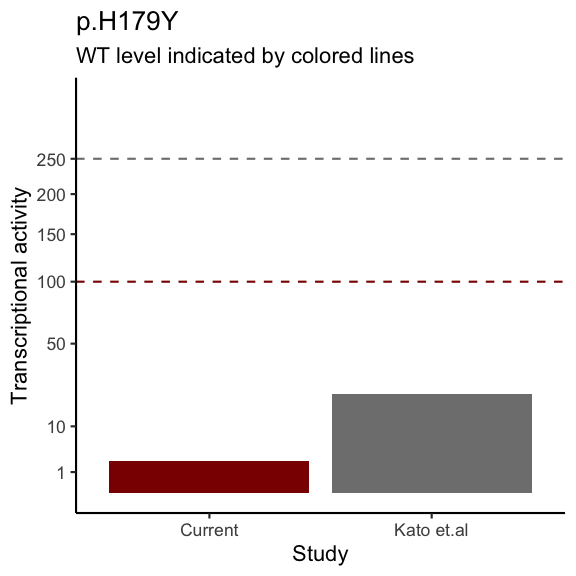 p.H179Y
WT level indicated by colored lines
Transcriptional activity
250
200
150
100
50
10
1
Current
Kato et.al
Study